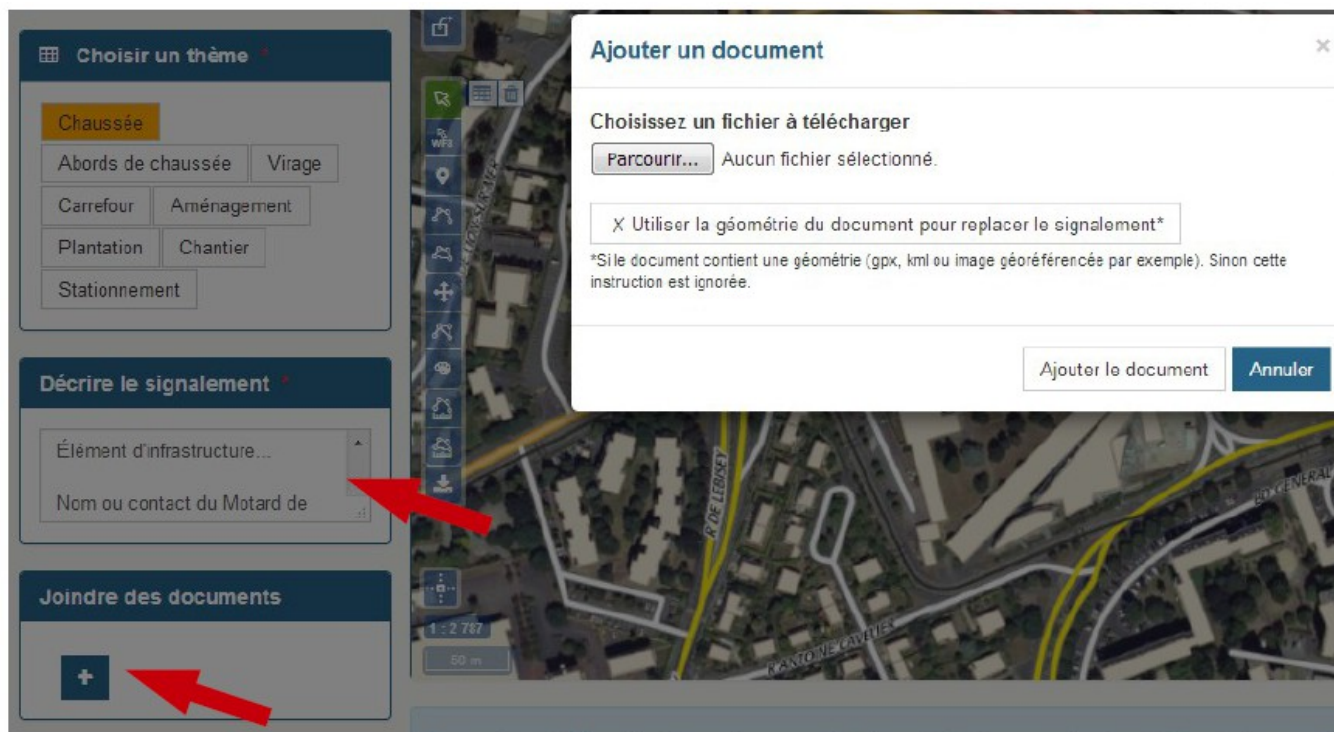 Choisir un thème *
Chaussée
Abords de chaussée Virage
Carrefour Aménagement
Plantation Chantier
Stationnement
Décrire le signalement *
Élément d'infrastructure...
Nom ou contact du Motard de
Joindre des documents
+
WFS
1 : 2 787
50 m
R DE LEBISEY
R ANTOINE CAVELIER
BD GENERAL
Ajouter un document
×
Choisissez un fichier à télécharger
Parcourir... Aucun fichier sélectionné.
X Utiliser la géométrie du document pour replacer le signalement*
*Si le document contient une géométrie (gpx, kml ou image géoréférencée par exemple). Sinon cette
instruction est ignorée.
Ajouter le document Annuler